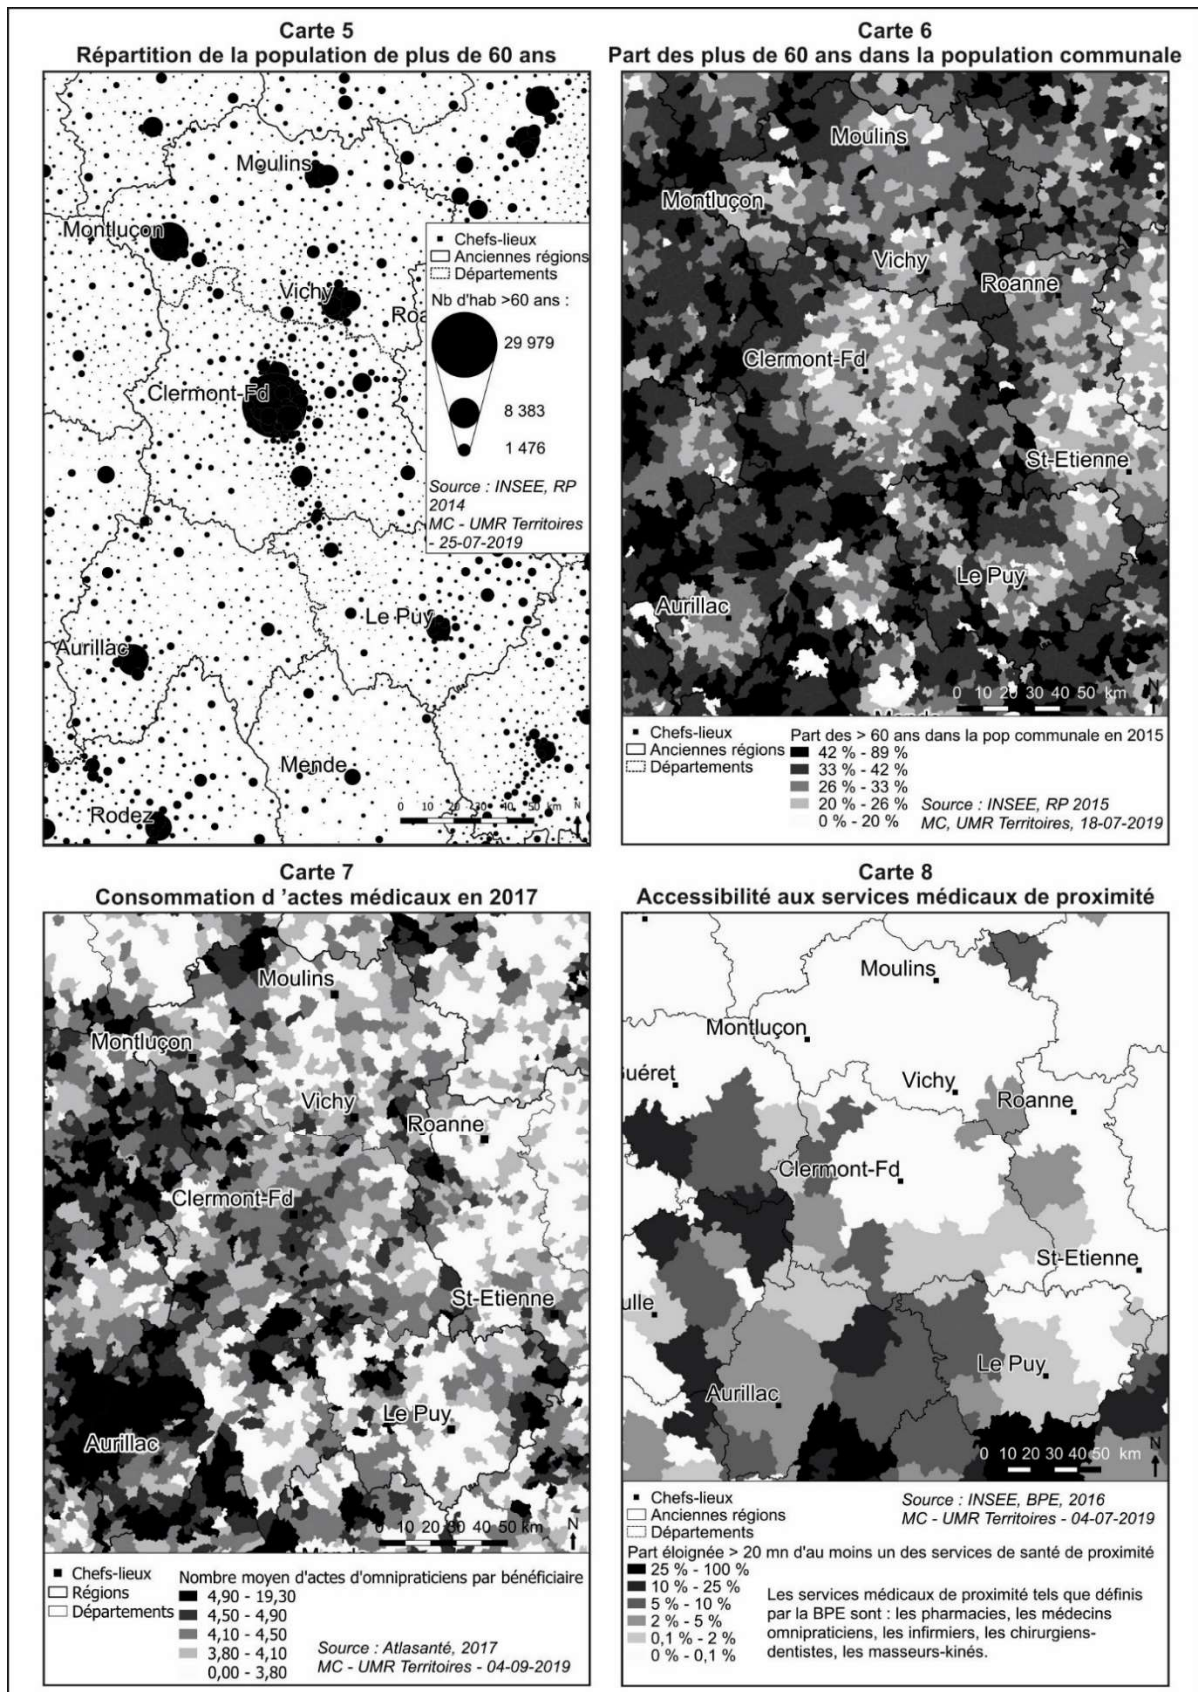 Carte 5
Répartition de la population de plus de 60 ans
Moulins
Montluçon
Vichy
Roa
Clermont-Fd
Le Puy
Aurillac
Mende
Rodez
Chefs-lieux
Anciennes régions
Départements
Nb d'hab >60 ans :
29 979
8 383
1 476
Source : INSEE, RP
2014
MC - UMR Territoires
- 25-07-2019
0 10 20 30 40 50 km N
Carte 6
Part des plus de 60 ans dans la population communale
Moulins
Montluçon
Vichy
Roanne
Clermont-Fd
St-Etienne
Le Puy
Aurillac
0 10 20 30 40 50 km N
Chefs-lieux
Anciennes régions
Départements
Part des > 60 ans dans la pop communale en 2015
42 % - 89 %
33 % - 42 %
26 % - 33 %
20 % - 26 %
0 % - 20 %
Source : INSEE, RP 2015
MC, UMR Territoires, 18-07-2019
Carte 7
Consommation d 'actes médicaux en 2017
Moulins
Montluçon
Vichy
Roanne
Clermont-Fd
St-Etienne
Le Puy
Aurillac
0 10 20 30 40 50 km N
Chefs-lieux
Régions
Départements
Nombre moyen d'actes d'omnipraticiens par bénéficiaire
4,90 - 19,30
4,50 - 4,90
4,10 - 4,50
3,80 - 4,10
0,00 - 3,80
Source : Atlasanté, 2017
MC - UMR Territoires - 04-09-2019
Carte 8
Accessibilité aux services médicaux de proximité
Moulins
Montluçon
Guéret
Vichy
Roanne
Clermont-Fd
St-Etienne
ulle
Le Puy
Aurillac
0 10 20 30 40 50 km N
Chefs-lieux
Anciennes régions
Départements
Source : INSEE, BPE, 2016
MC - UMR Territoires - 04-07-2019
Part éloignée > 20 mn d'au moins un des services de santé de proximité
25 % - 100 %
10 % - 25 %
5 % - 10 %
2 % - 5 %
0,1 % - 2 %
0 % - 0,1 %
Les services médicaux de proximité tels que définis
par la BPE sont : les pharmacies, les médecins
omnipraticiens, les infirmiers, les chirurgiens-
dentistes, les masseurs-kinés.